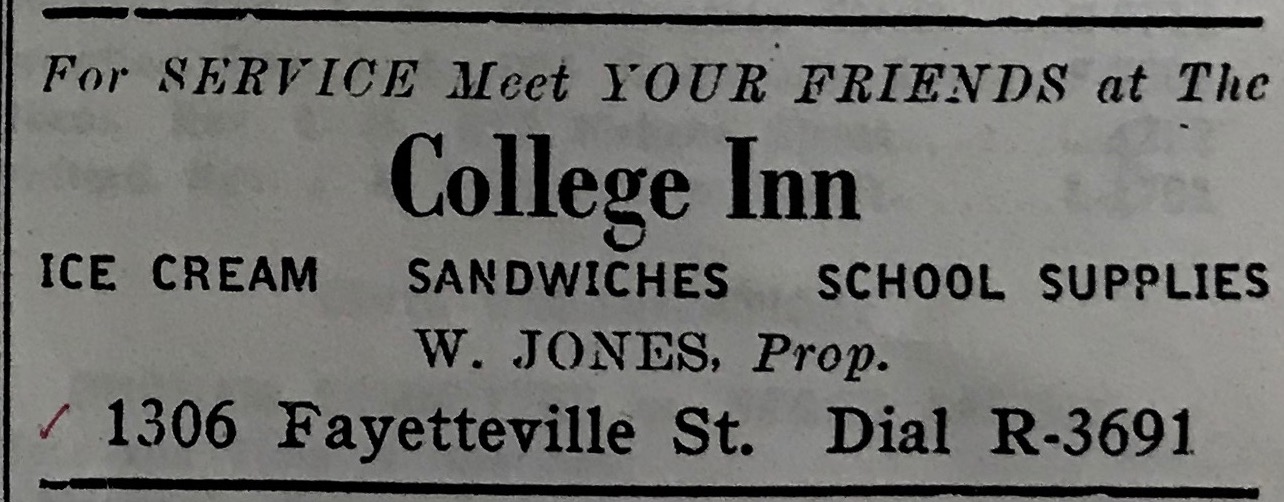 For SERVICE Meet YOUR FRIENDS at The
College Inn
ICE CREAM SANDWICHES SCHOOL SUPPLIES
W. JONES, Prop.
1306 Fayetteville St. Dial R-3691